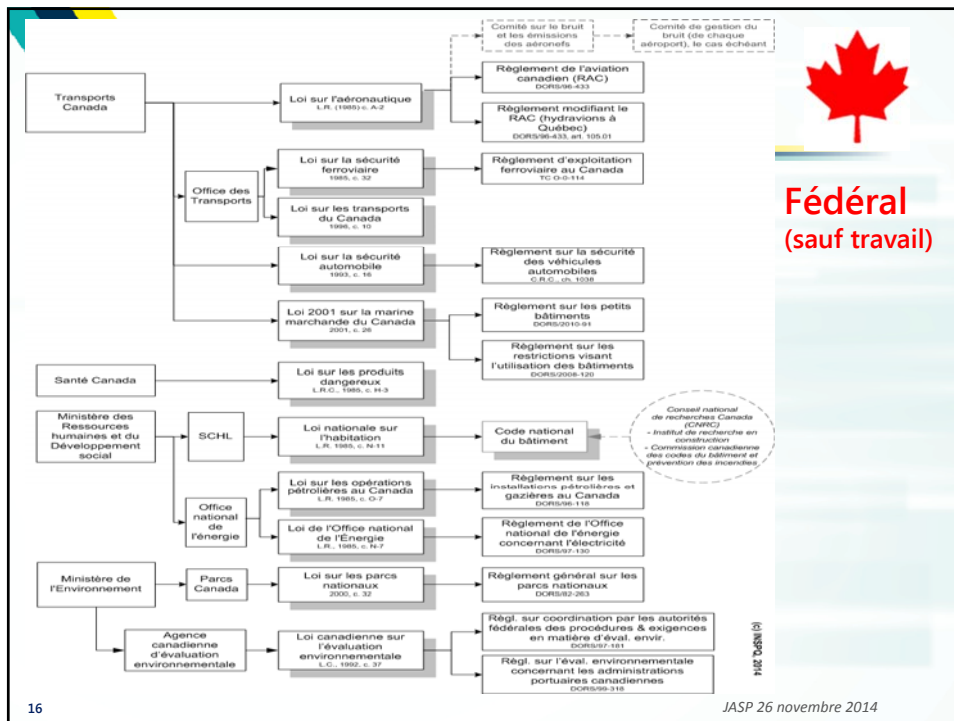 Comité sur le bruit
et les émissions
des aéronefs
Comité de gestion du
bruit (de chaque
aéroport), le cas échéant
Transports
Canada
Loi sur l'aéronautique
L.R. (1985) c. A-2
Règlement de l'aviation
canadien (RAC)
DORS/96-433
Règlement modifiant le
RAC (hydravions à
Québec)
DORS/96-433, art. 105.01
Office des
Transports
Loi sur la sécurité
ferroviaire
1985, c. 32
Règlement d'exploitation
ferroviaire au Canada
TC O-0-114
Loi sur les transports
du Canada
1996, c. 10
Loi sur la sécurité
automobile
1993, c. 16
Règlement sur la sécurité
des véhicules
automobiles
C.R.C., ch. 1038
Loi 2001 sur la marine
marchande du Canada
2001, c. 26
Règlement sur les petits
bâtiments
DORS/2010-91
Règlement sur les
restrictions visant
l'utilisation des bâtiments
DORS/2008-120
Santé Canada
Loi sur les produits
dangereux
L.R.C., 1985, c. H-3
Ministère des
Ressources
humaines et du
Développement
social
SCHL
Loi nationale sur
l'habitation
L.R. 1985, c. N-11
Code national
du bâtiment
Conseil national
de recherches Canada
(CNRC)
- Institut de recherche en
construction
- Commission canadienne
des codes du bâtiment et
prévention des incendies
Office
national
de
l'énergie
Loi sur les opérations
pétrolières au Canada
L.R. 1985, c. O-7
Règlement sur les
installations pétrolières et
gazières au Canada
DORS/96-118
Loi de l'Office national
de l'Énergie
L.R., 1985, c. N-7
Règlement de l'Office
national de l'énergie
concernant l'électricité
DORS/97-130
Ministère de
l'Environnement
Parcs
Canada
Loi sur les parcs
nationaux
2000, c. 32
Règlement général sur les
parcs nationaux
DORS/82-263
Agence
canadienne
d'évaluation
environnementale
Loi canadienne sur
l'évaluation
environnementale
L.C., 1992, c. 37
Règl. sur coordination par les autorités
fédérales des procédures & exigences
en matière d'éval. envir.
DORS/97-181
Règl. sur l'éval. environnementale
concernant les administrations
portuaires canadiennes
DORS/99-318
(c) INSPQ, 2014
Fédéral
(sauf travail)
16
JASP 26 novembre 2014